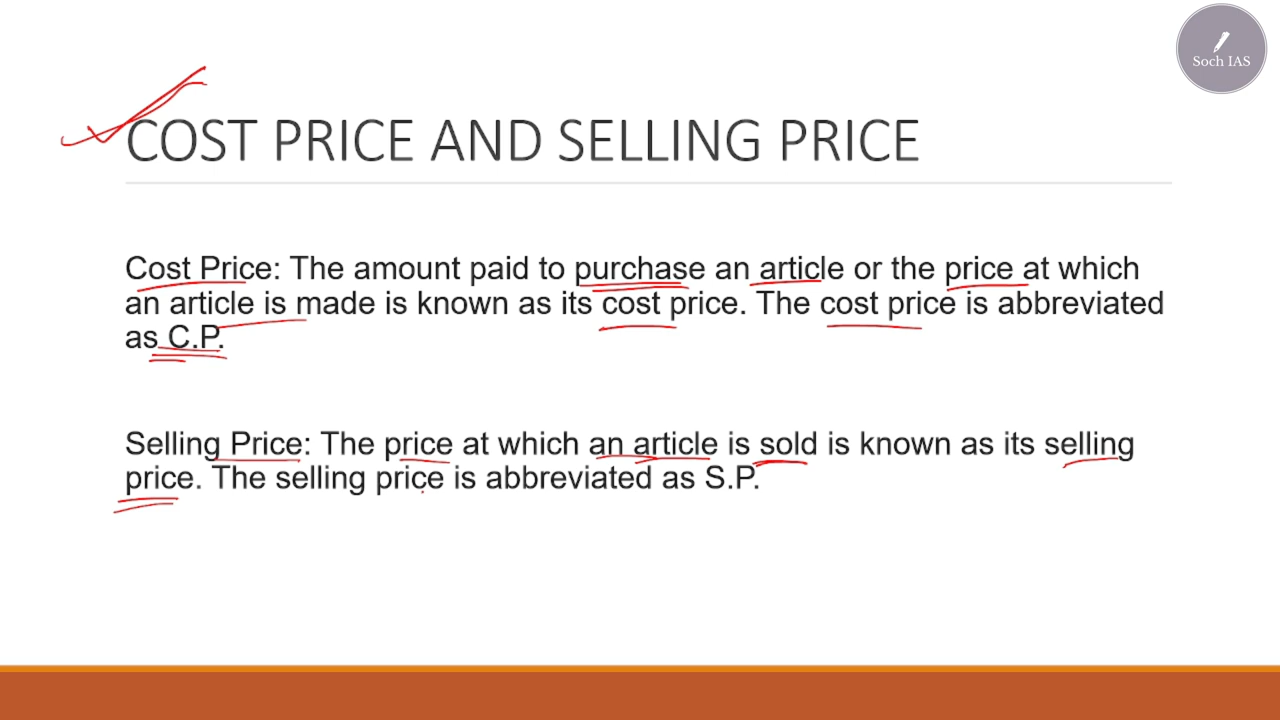 Soch IAS
COST PRICE AND SELLING PRICE
Cost Price: The amount paid to purchase an article or the price at which
an article is made is known as its cost price. The cost price is abbreviated
as C.P.
Selling Price: The price at which an article is sold is known as its selling
price. The selling price is abbreviated as S.P.